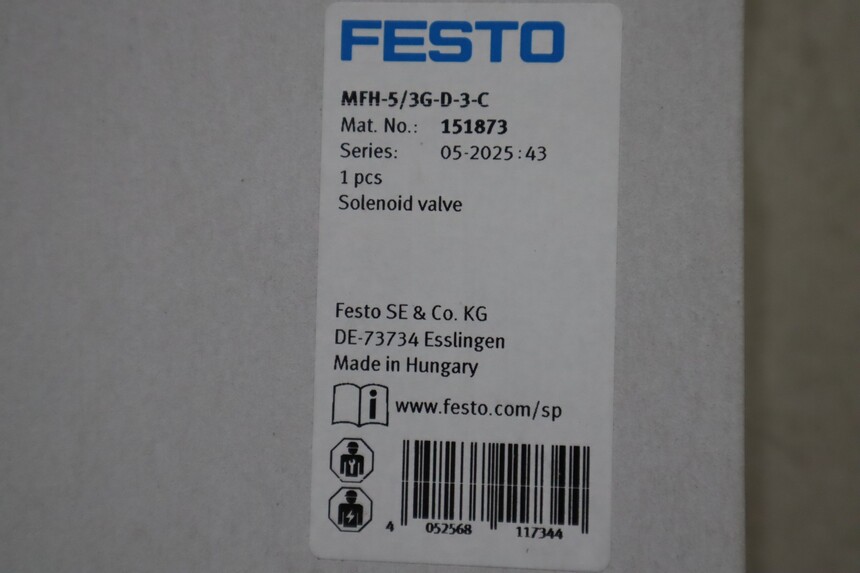 FESTO
MFH-5/3G-D-3-C
Mat. No.: 151873
Series: 05-2025:43
1 pcs
Solenoid valve
Festo SE & Co. KG
DE-73734 Esslingen
Made in Hungary
i www.festo.com/sp
4 052568 117344